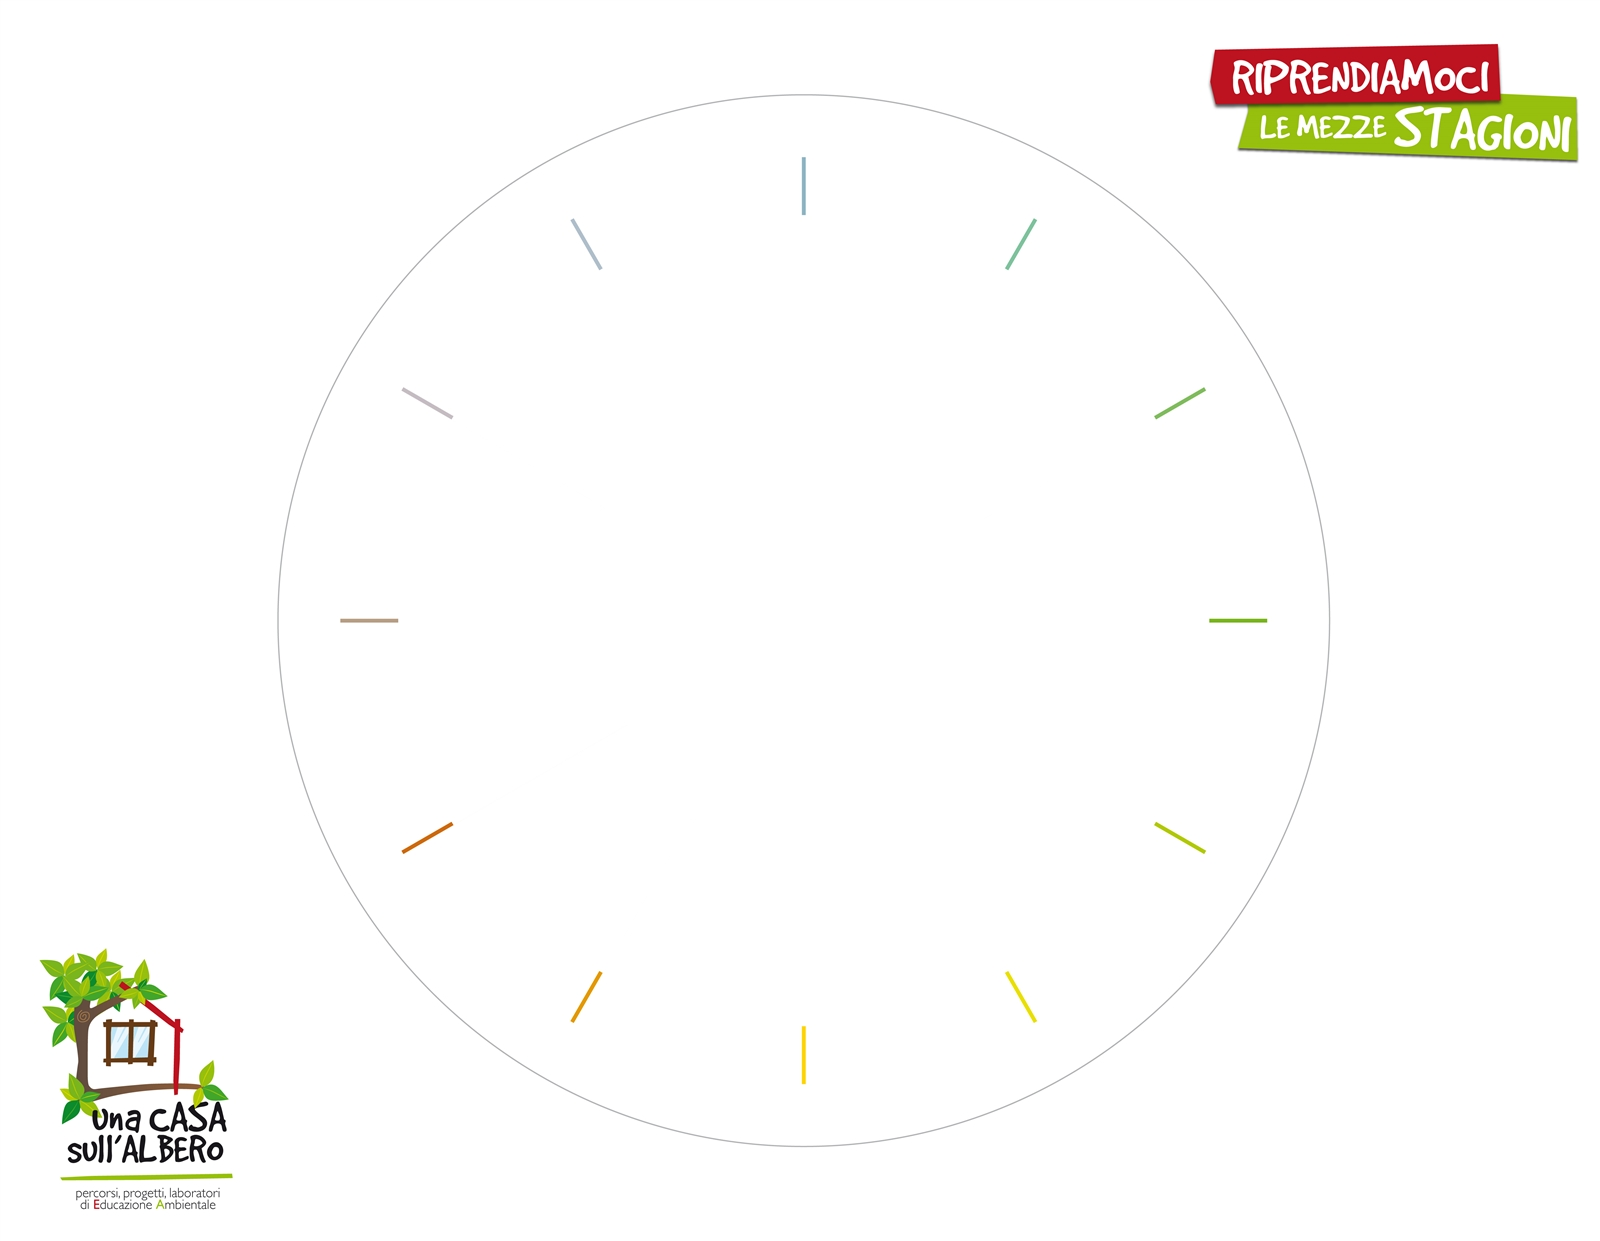 RIPRENDIAMOCI
LE MEZZE STAGIONI
una CASA
sull'ALBERO
percorsi, progetti, laboratori
di Educazione Ambientale